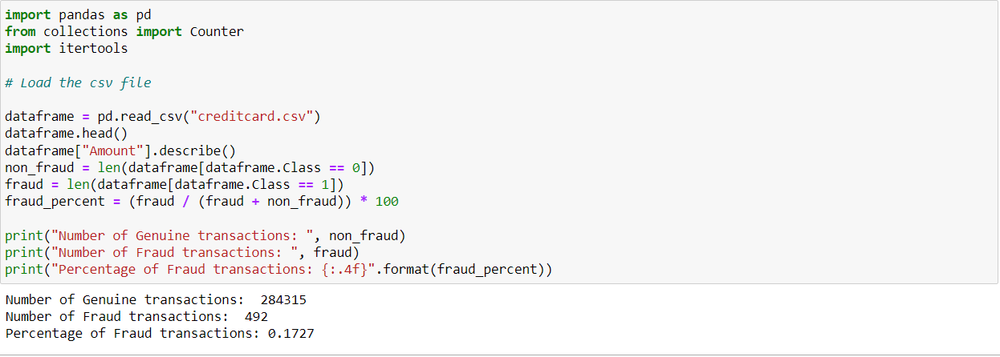 import pandas as pd
from collections import Counter
import itertools
# Load the csv file
dataframe = pd.read_csv("creditcard.csv")
dataframe.head()
dataframe["Amount"].describe()
non_fraud = len(dataframe[dataframe.Class == 0])
fraud = len(dataframe[dataframe.Class == 1])
fraud_percent = (fraud / (fraud + non_fraud)) * 100
print("Number of Genuine transactions: ", non_fraud)
print("Number of Fraud transactions: ", fraud)
print("Percentage of Fraud transactions: {:.4f}".format(fraud_percent))
Number of Genuine transactions:  284315
Number of Fraud transactions:  492
Percentage of Fraud transactions: 0.1727